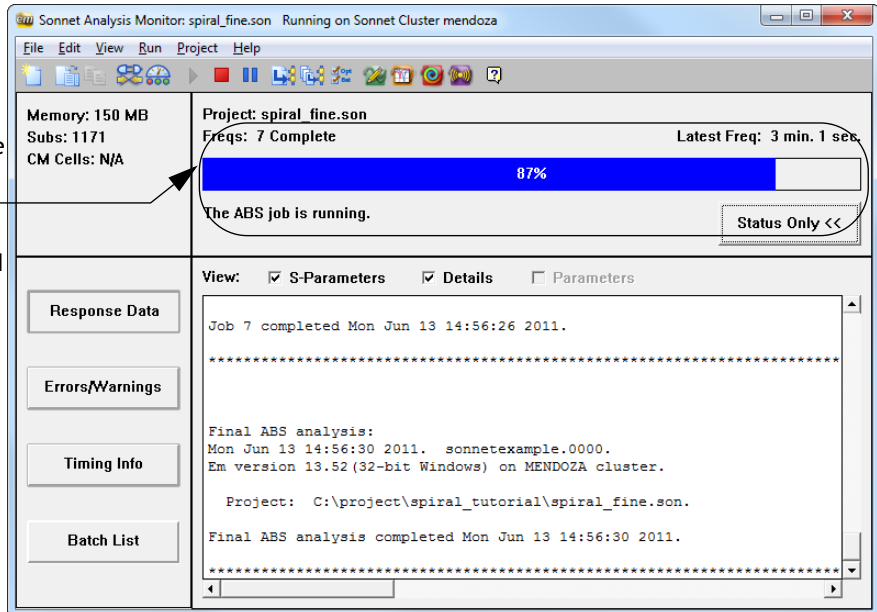 Sonnet Analysis Monitor: spiral_fine.son Running on Sonnet Cluster mendoza
File Edit View Run Project Help
Memory: 150 MB
Subs: 1171
CM Cells: N/A
Project: spiral_fine.son
Freqs: 7 Complete
Latest Freq: 3 min. 1 sec.
87%
The ABS job is running.
Status Only <<
Response Data
Errors/Warnings
Timing Info
Batch List
View: S-Parameters Details Parameters
Job 7 completed Mon Jun 13 14:56:26 2011.
************************************************************************
Final ABS analysis:
Mon Jun 13 14:56:30 2011. sonnetexample.0000.
Em version 13.52(32-bit Windows) on MENDOZA cluster.
Project: C:\project\spiral_tutorial\spiral_fine.son.
Final ABS analysis completed Mon Jun 13 14:56:30 2011.
************************************************************************